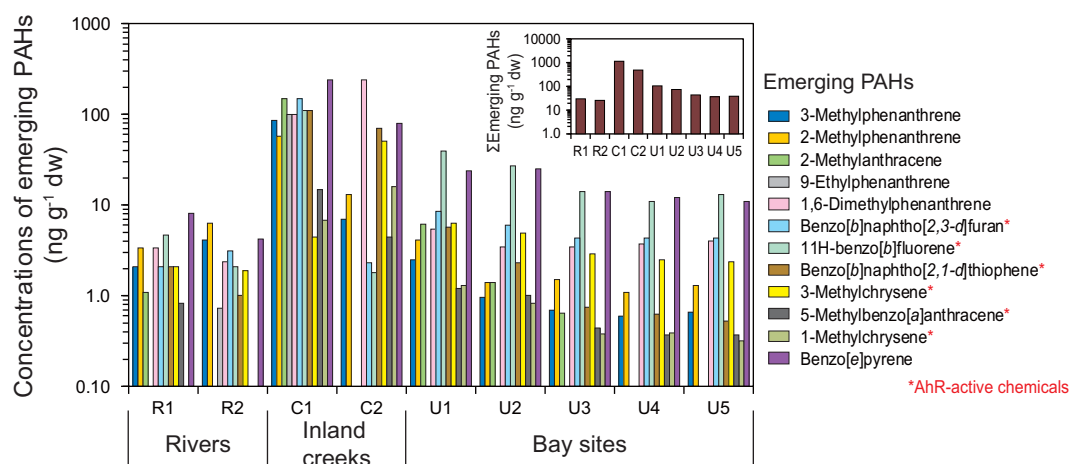 Concentrations of emerging PAHs
(ng g-1 dw)
1000
100
10
1.0
0.10
ΣEmerging PAHs
(ng g-1 dw)
10000
1000
100
10
1.0
R1 R2 C1 C2 U1 U2 U3 U4 U5
R1 R2 C1 C2 U1 U2 U3 U4 U5
Rivers
Inland
creeks
Bay sites
Emerging PAHs
3-Methylphenanthrene
2-Methylphenanthrene
2-Methylanthracene
9-Ethylphenanthrene
1,6-Dimethylphenanthrene
Benzo[b]naphtho[2,3-d]furan*
11H-benzo[b]fluorene*
Benzo[b]naphtho[2,1-d]thiophene*
3-Methylchrysene*
5-Methylbenzo[a]anthracene*
1-Methylchrysene*
Benzo[e]pyrene
*AhR-active chemicals